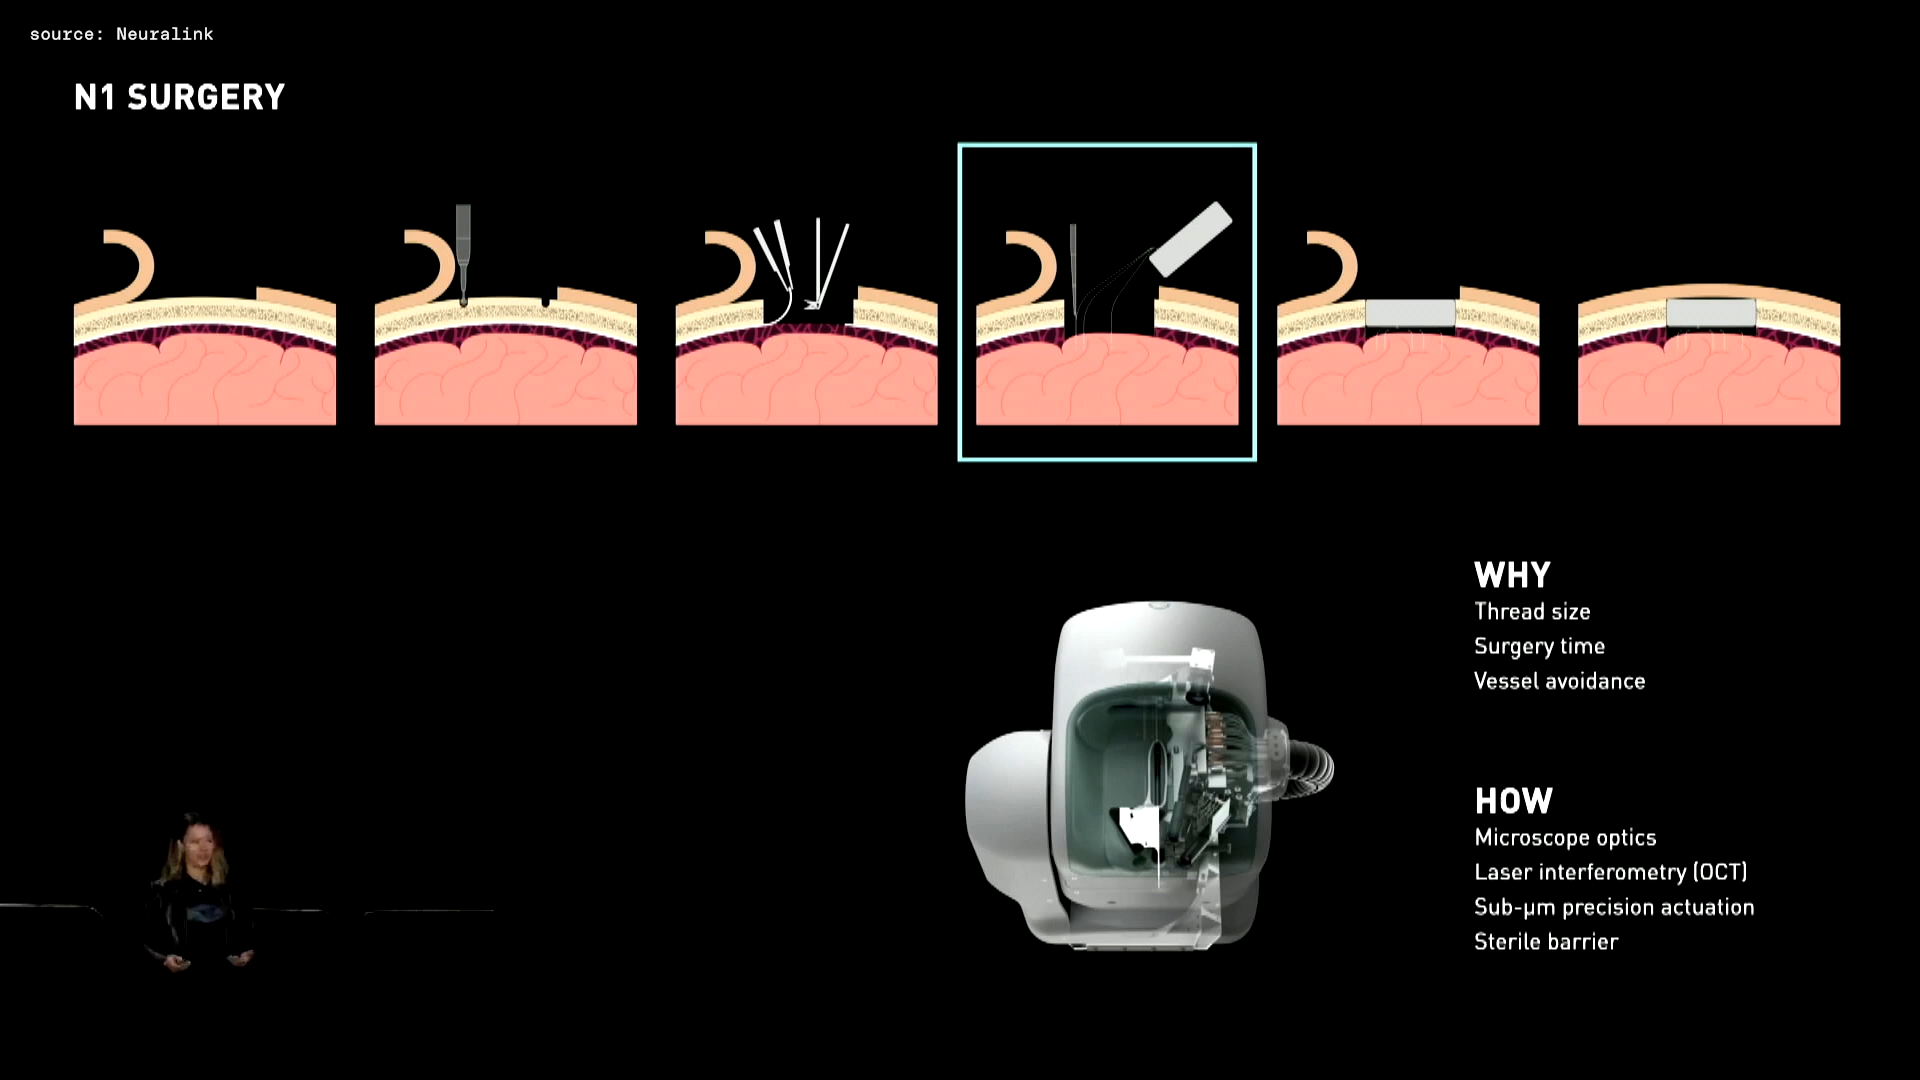 source: Neuralink
N1 SURGERY
WHY
Thread size
Surgery time
Vessel avoidance
HOW
Microscope optics
Laser interferometry (OCT)
Sub-μm precision actuation
Sterile barrier